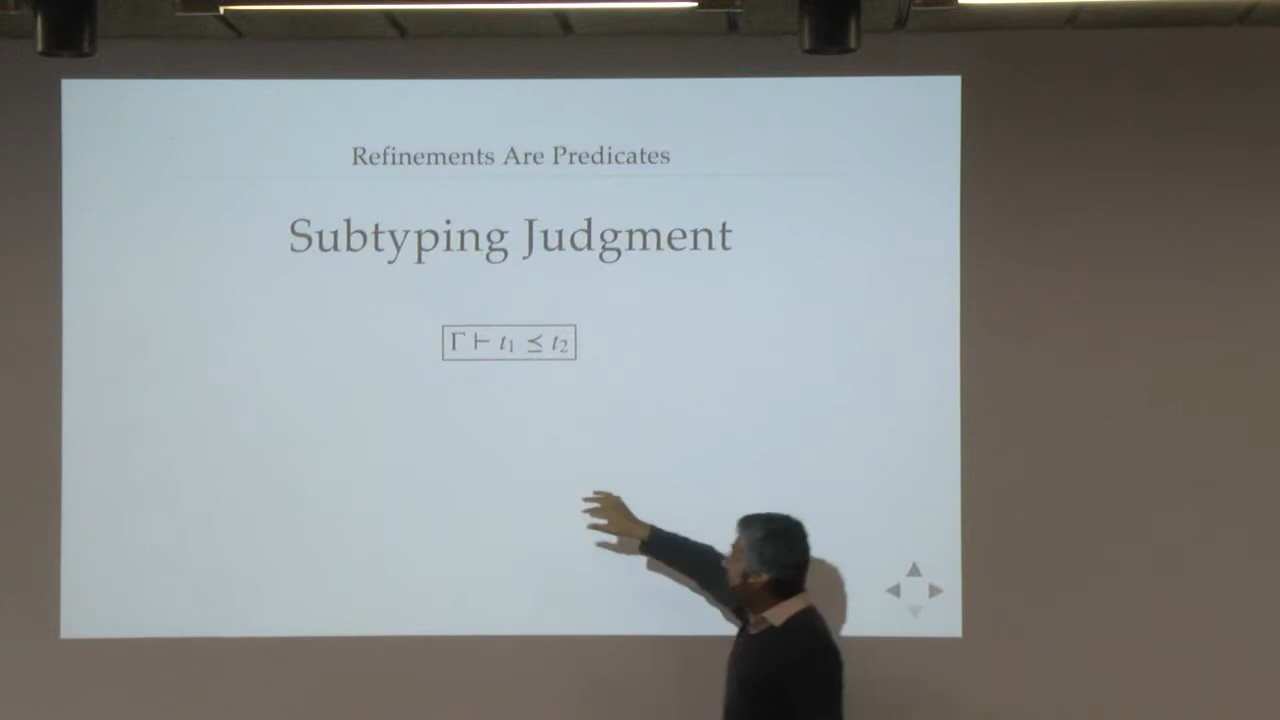 Refinements Are Predicates
Subtyping Judgment
Γ ⊢ t₁ ⪯ t₂